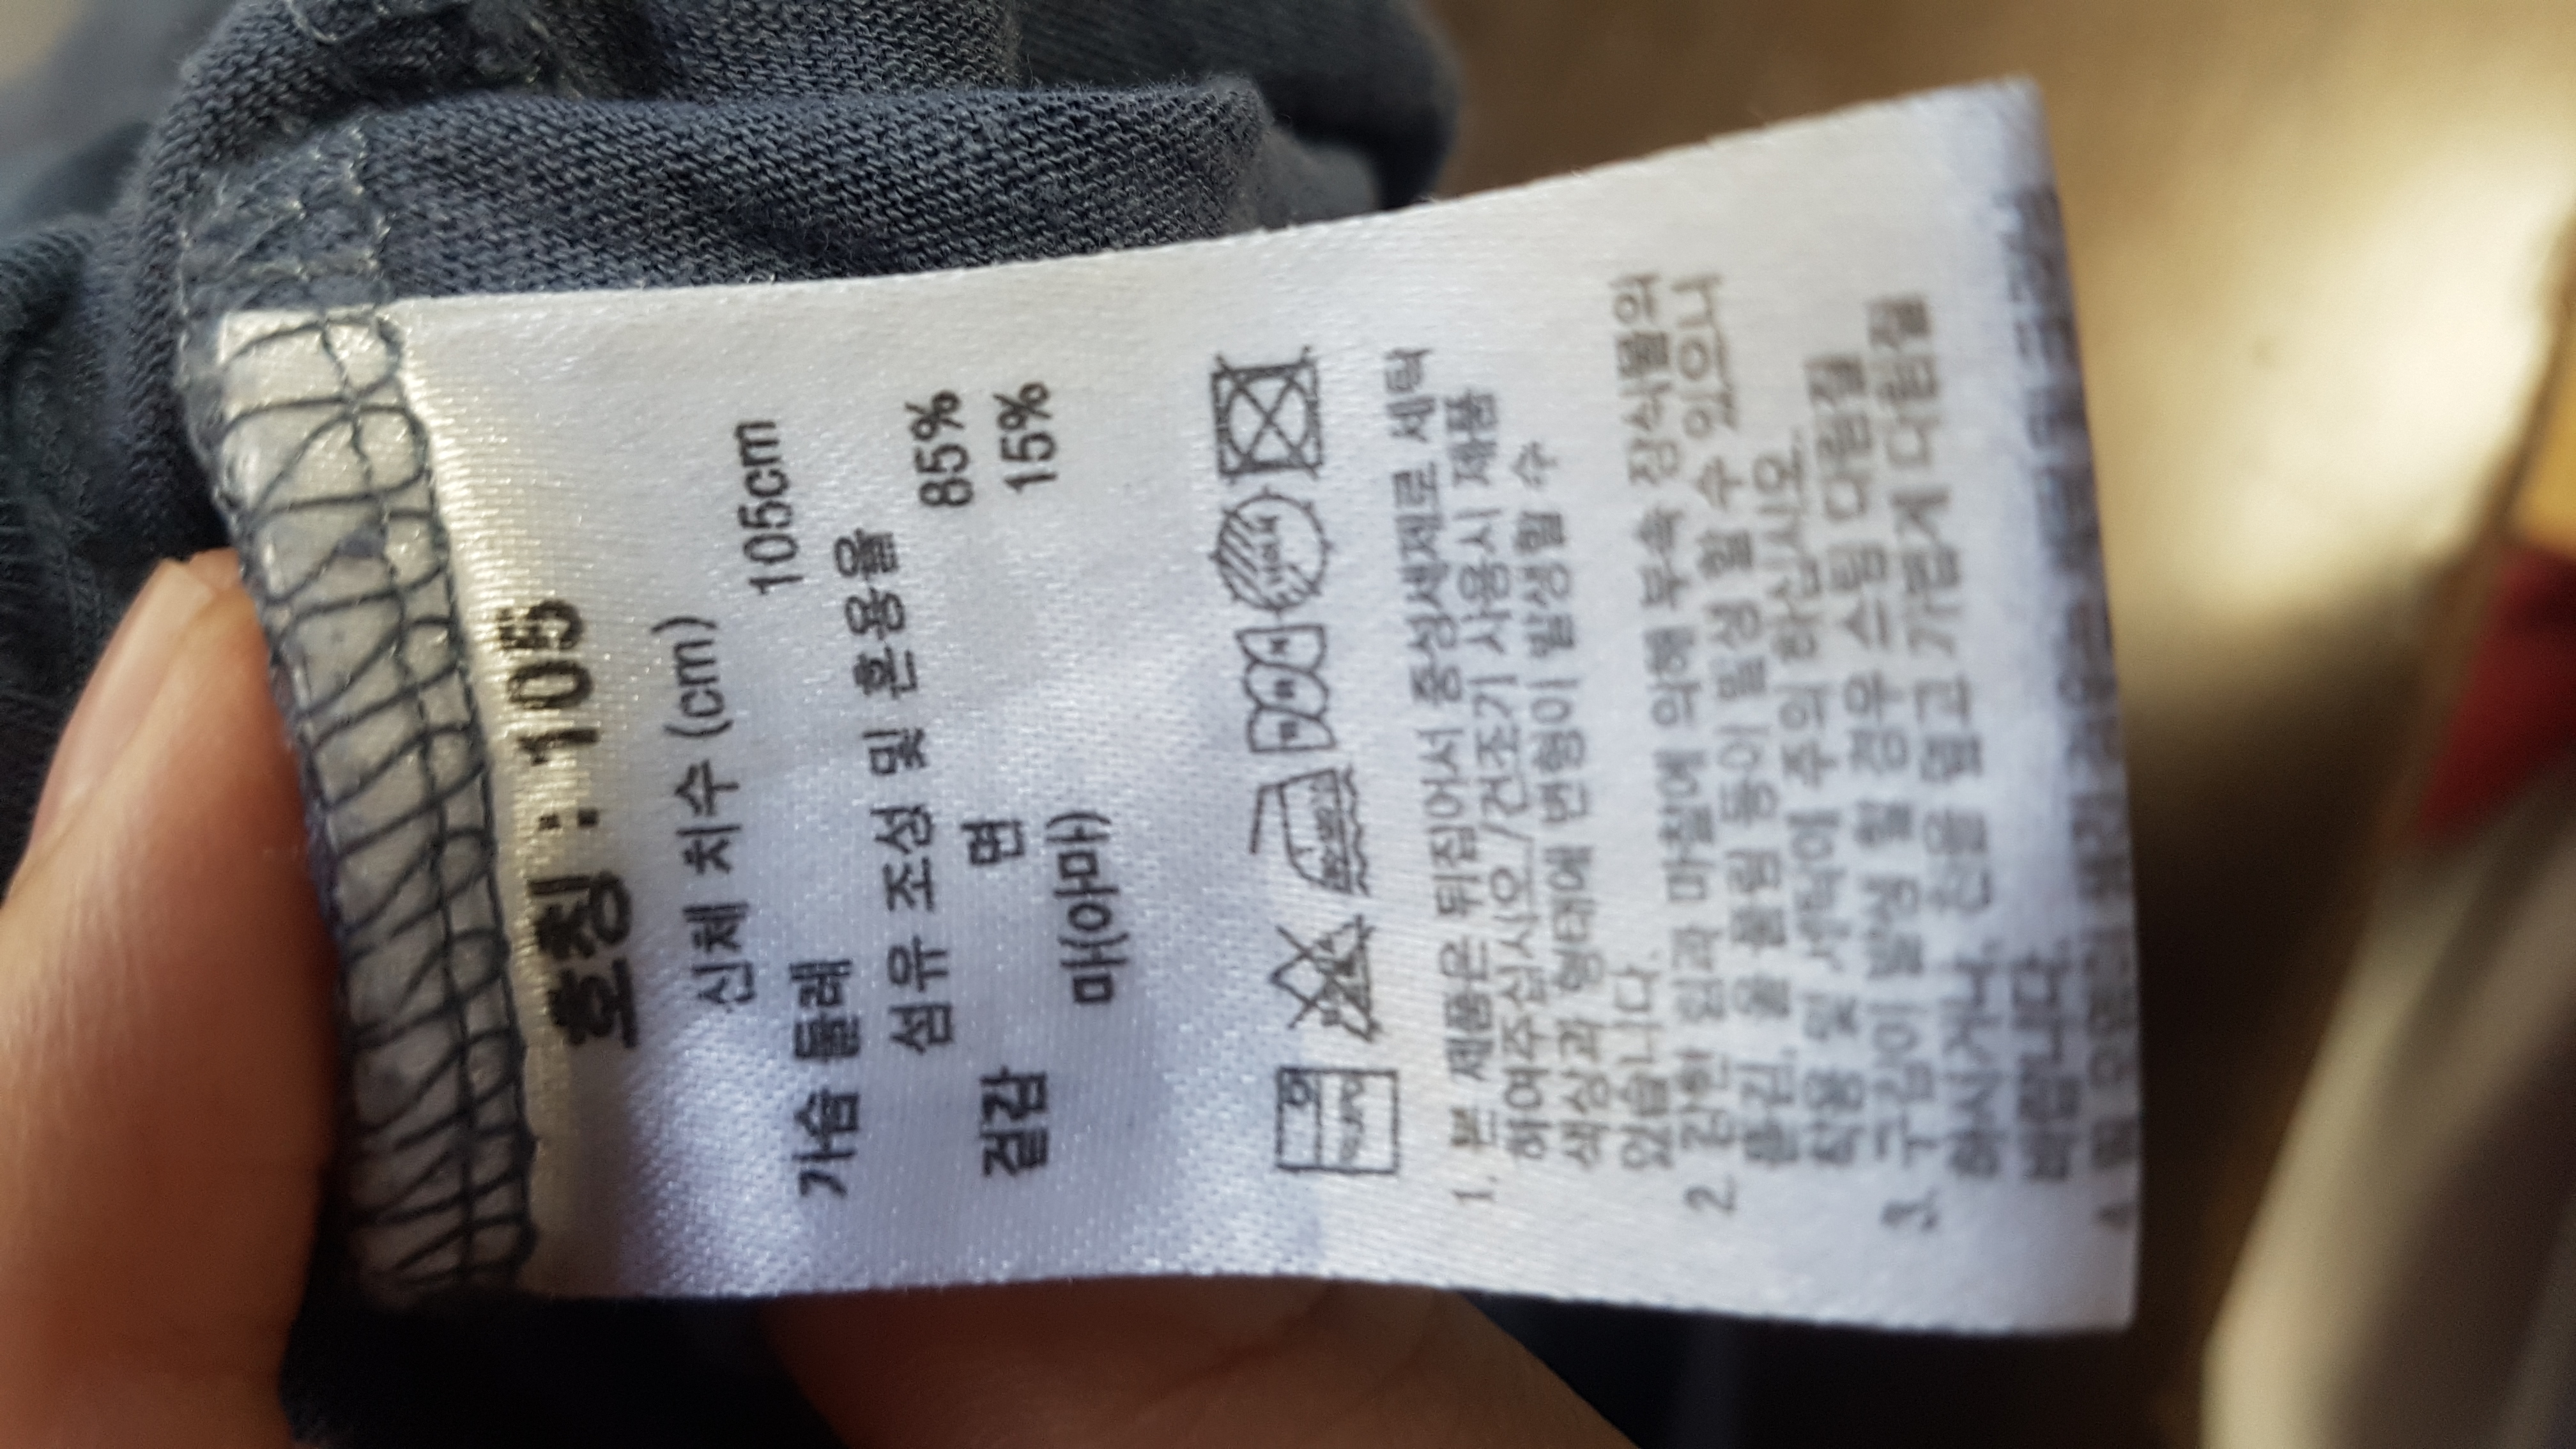 호칭 : 105
신체 치수 (cm)
가슴 둘레 105cm
섬유 조성 및 혼용율
겉감 면 85%
마(아마) 15%
1. 본 제품은 뒤집어서 중성세제로 세탁
하여주십시오./건조기 사용시 제품
색상과 형태에 변형이 발생할 수
있습니다.
2. 강한 힘과 마찰에 의해 부속 장식물의
올 풀림 등이 발생 할 수 있으니
착용 및 세탁에 주의 하십시오.
3. 구김이 발생 할 경우 스팀 다림질
하시거나, 천을 덮고 가볍게 다림질
바랍니다.